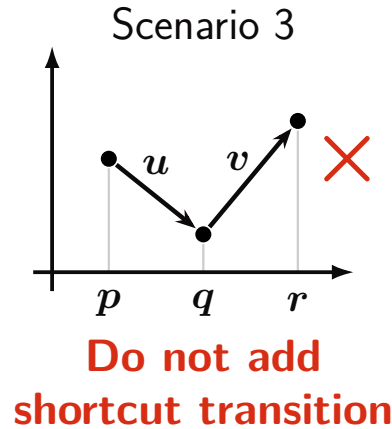 Scenario 3
u
v
p
q
r
Do not add
shortcut transition